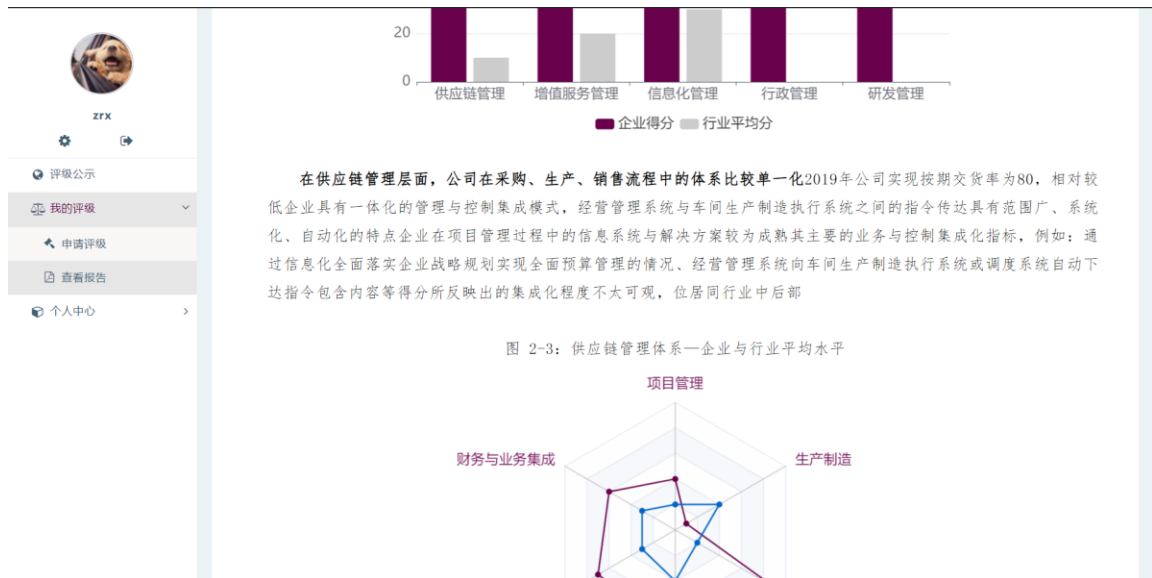 20
0
供应链管理 增值服务管理 信息化管理 行政管理 研发管理
企业得分 行业平均分
zrx
评级公示
我的评级
申请评级
查看报告
个人中心
在供应链管理层面，公司在采购、生产、销售流程中的体系比较单一化2019年公司实现按期交货率为80，相对较
低企业具有一体化的管理与控制集成模式，经营管理系统与车间生产制造执行系统之间的指令传达具有范围广、系统
化、自动化的特点企业在项目管理过程中的信息系统与解决方案较为成熟其主要的业务与控制集成化指标，例如：通
过信息化全面落实企业战略规划实现全面预算管理的情况、经营管理系统向车间生产制造执行系统或调度系统自动下
达指令包含内容等得分所反映出的集成化程度不太可观，位居同行业中后部
图 2-3：供应链管理体系—企业与行业平均水平
项目管理
财务与业务集成
生产制造